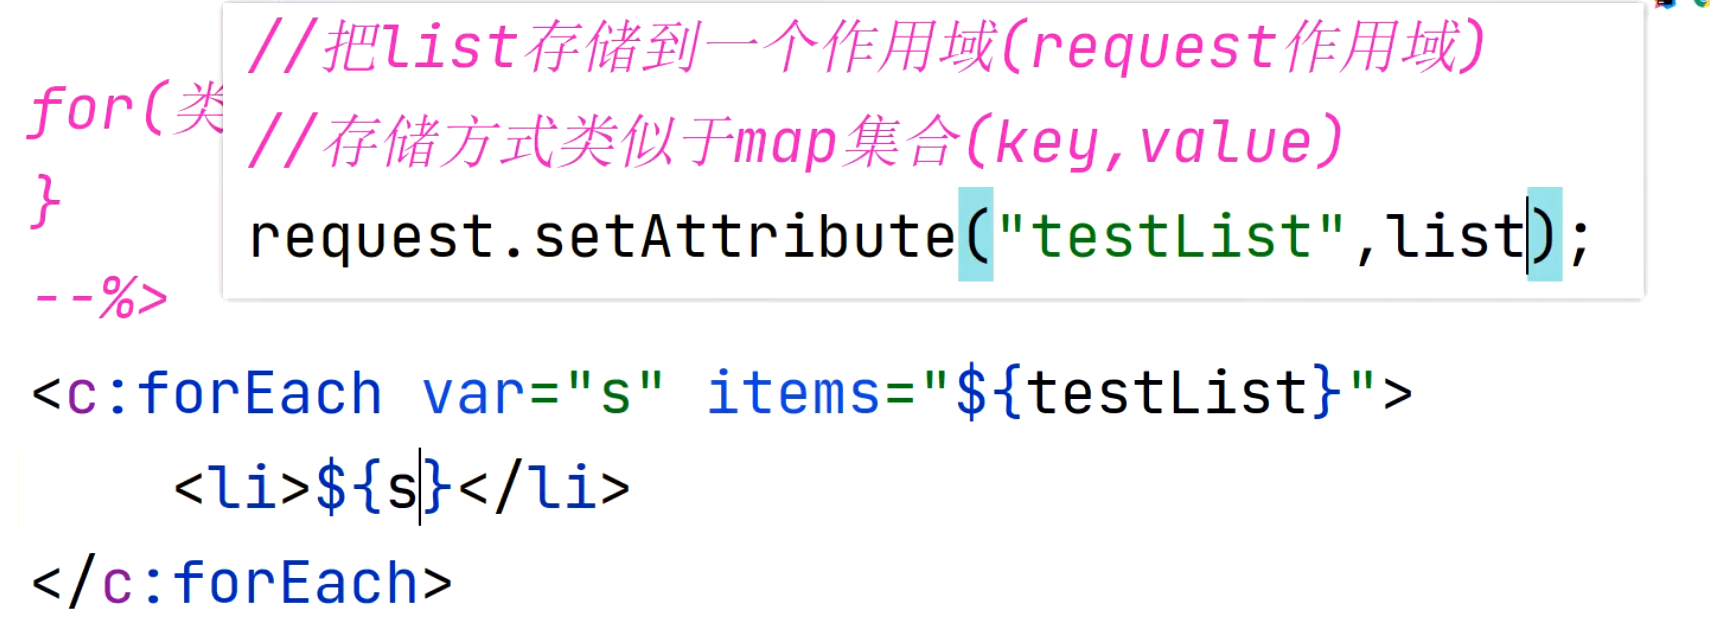 //把list存储到一个作用域(request作用域)
//存储方式类似于map集合(key,value)
request.setAttribute("testList",list);
for(类
}
--%>
<c:forEach var="s" items="${testList}">
<li>${s}</li>
</c:forEach>